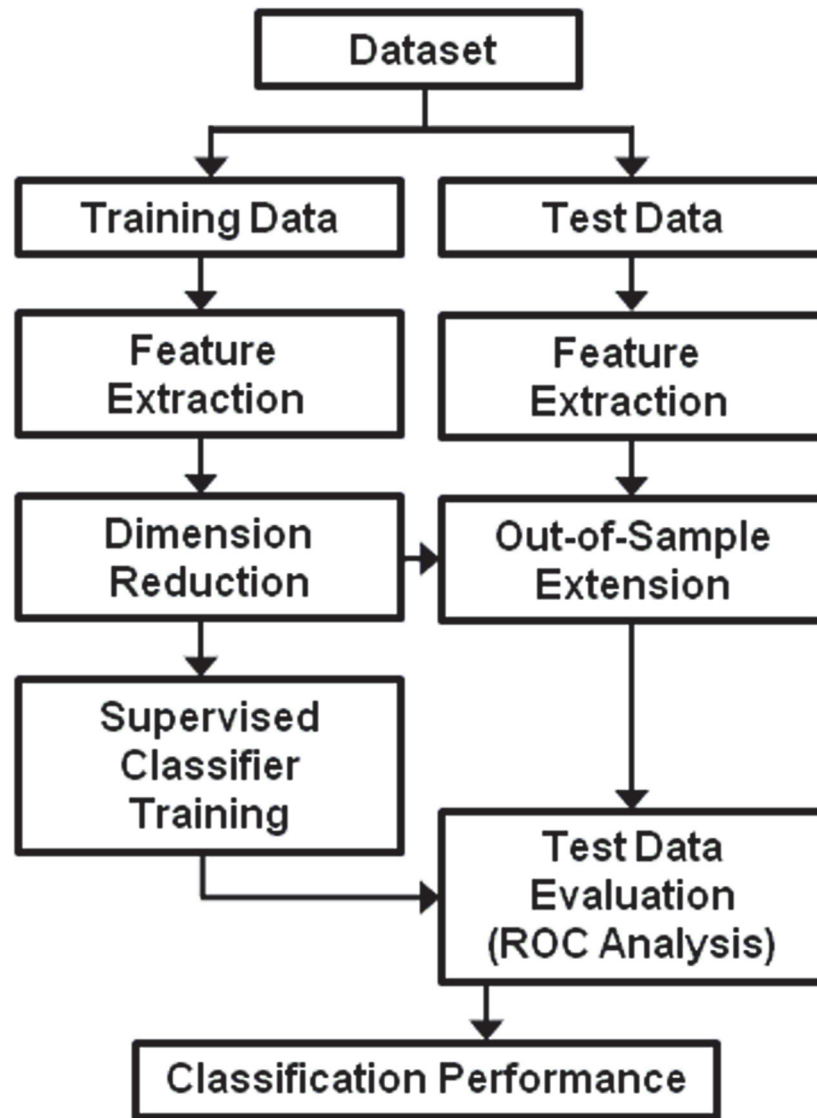 Dataset
Training Data
Test Data
Feature
Extraction
Feature
Extraction
Dimension
Reduction
Out-of-Sample
Extension
Supervised
Classifier
Training
Test Data
Evaluation
(ROC Analysis)
Classification Performance